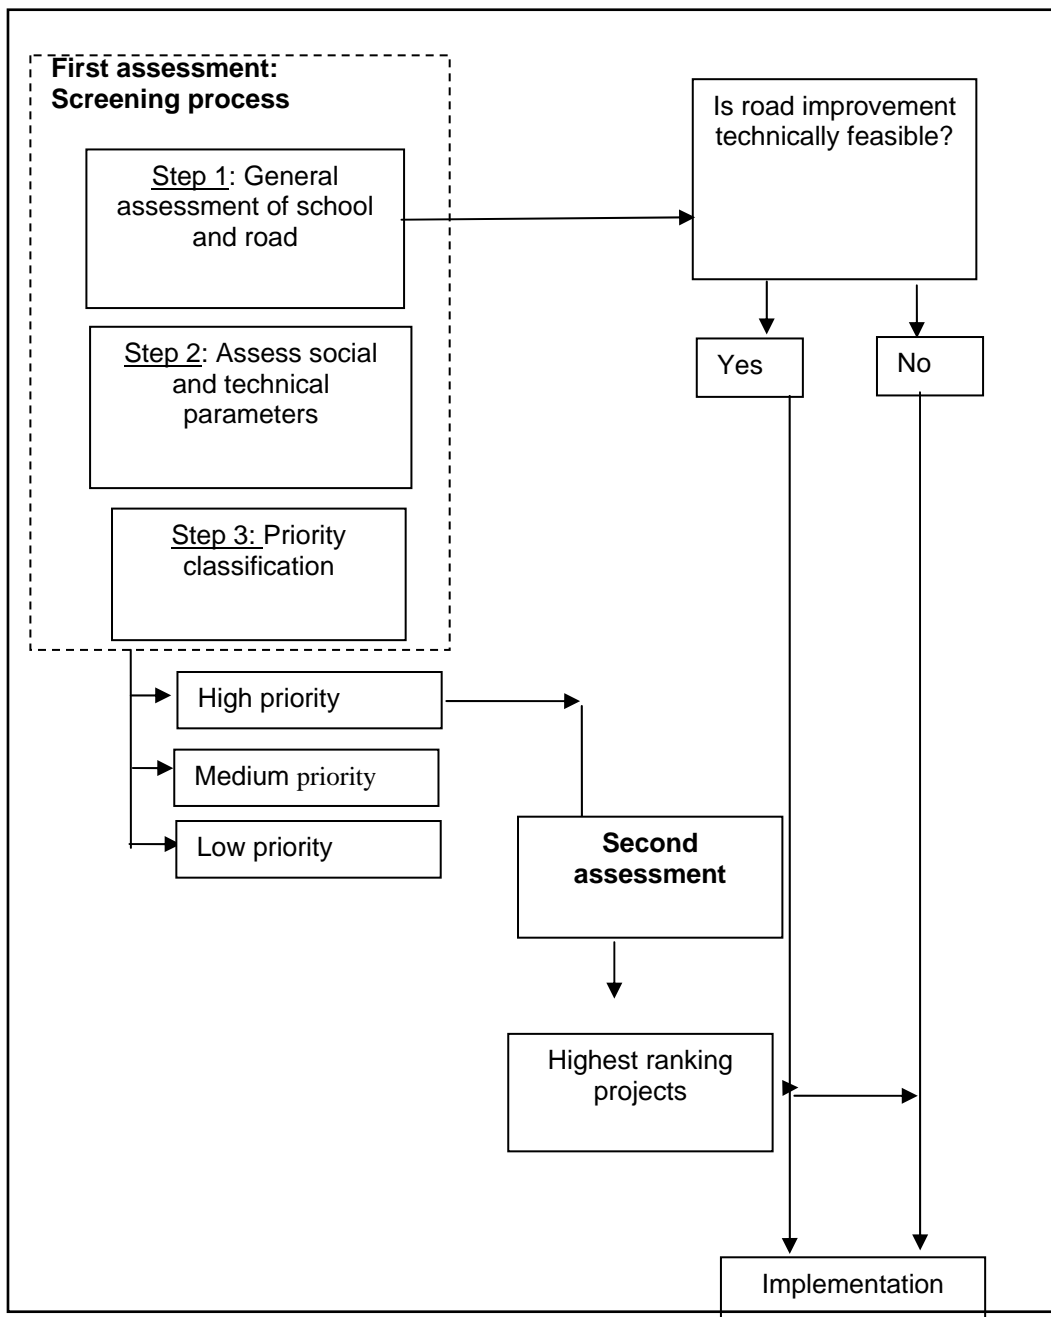 First assessment:
Screening process
Step 1: General
assessment of school
and road
Step 2: Assess social
and technical
parameters
Step 3: Priority
classification
Is road improvement
technically feasible?
Yes
No
High priority
Medium priority
Low priority
Second
assessment
Highest ranking
projects
Implementation